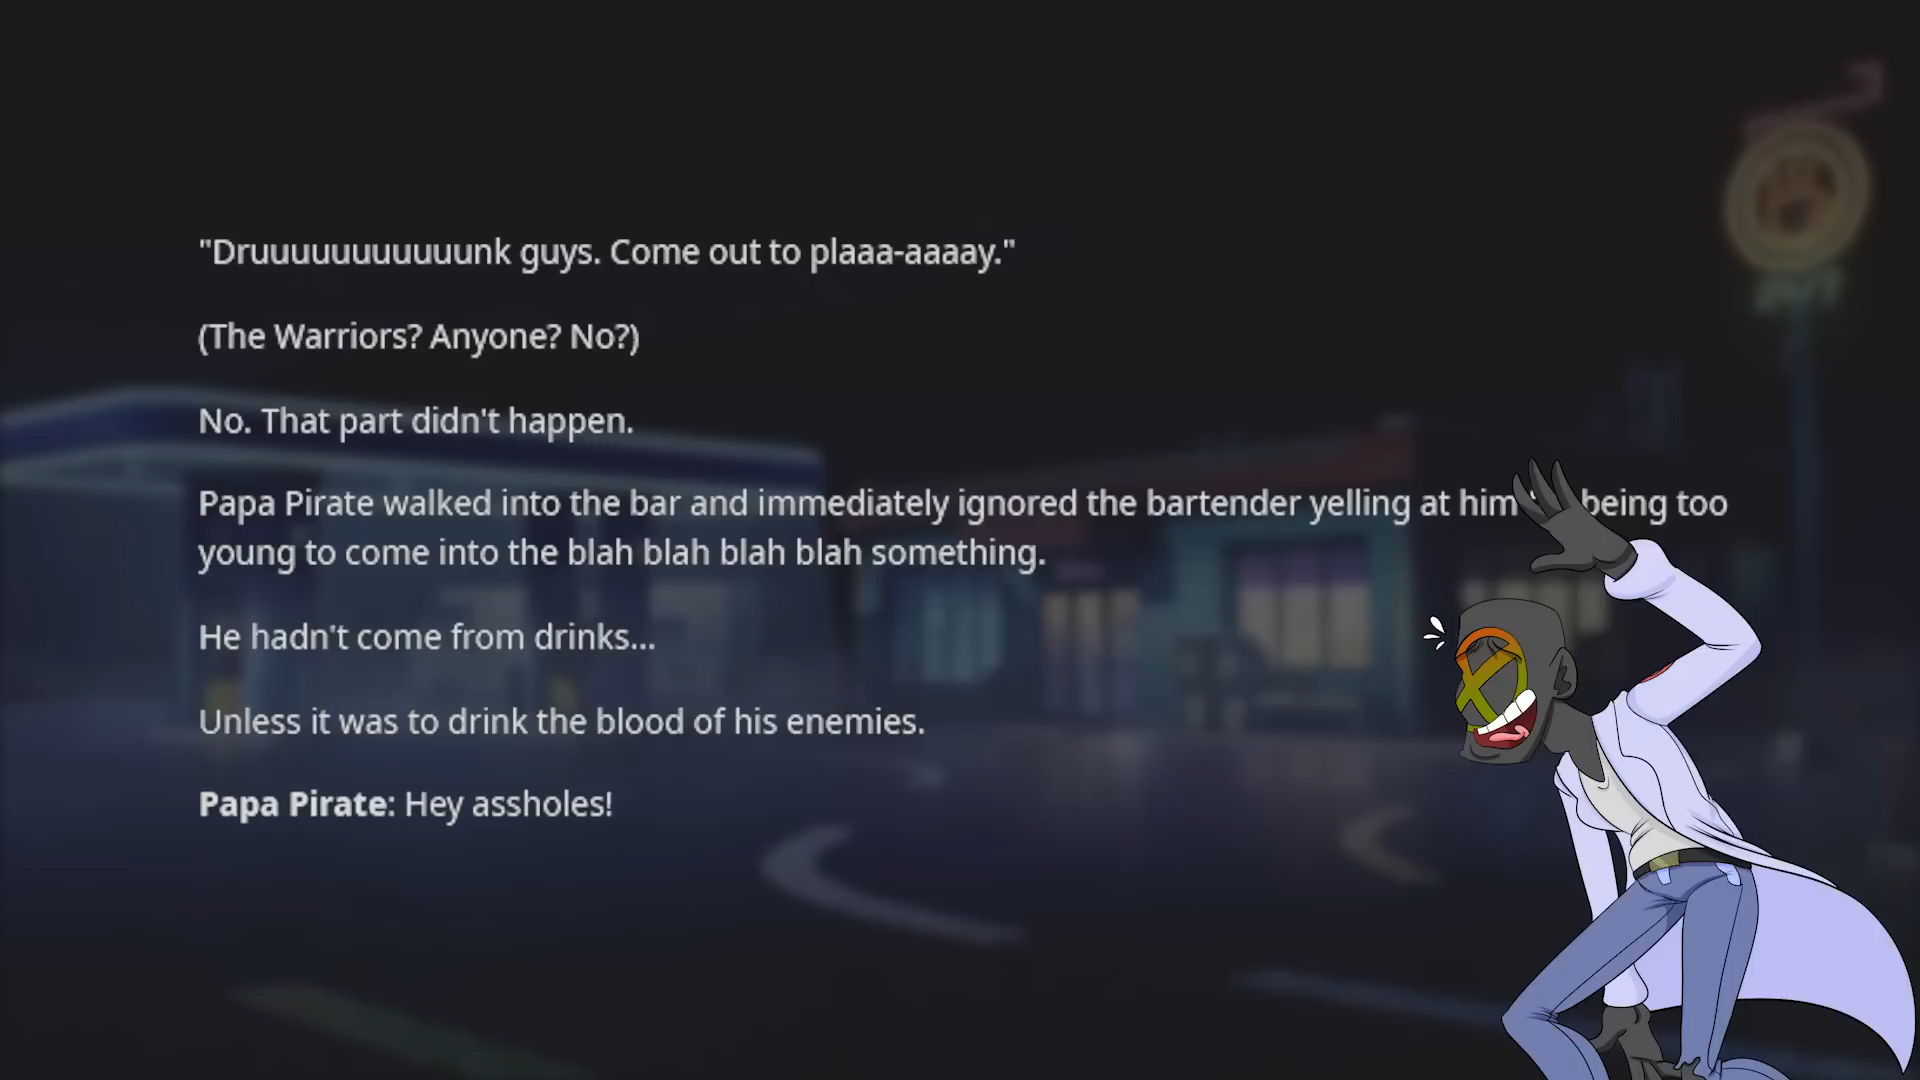 "Druuuuuuuuuuunk guys. Come out to plaaa-aaaay."
(The Warriors? Anyone? No?)
No. That part didn't happen.
Papa Pirate walked into the bar and immediately ignored the bartender yelling at him being too
young to come into the blah blah blah blah something.
He hadn't come from drinks...
Unless it was to drink the blood of his enemies.
Papa Pirate: Hey assholes!